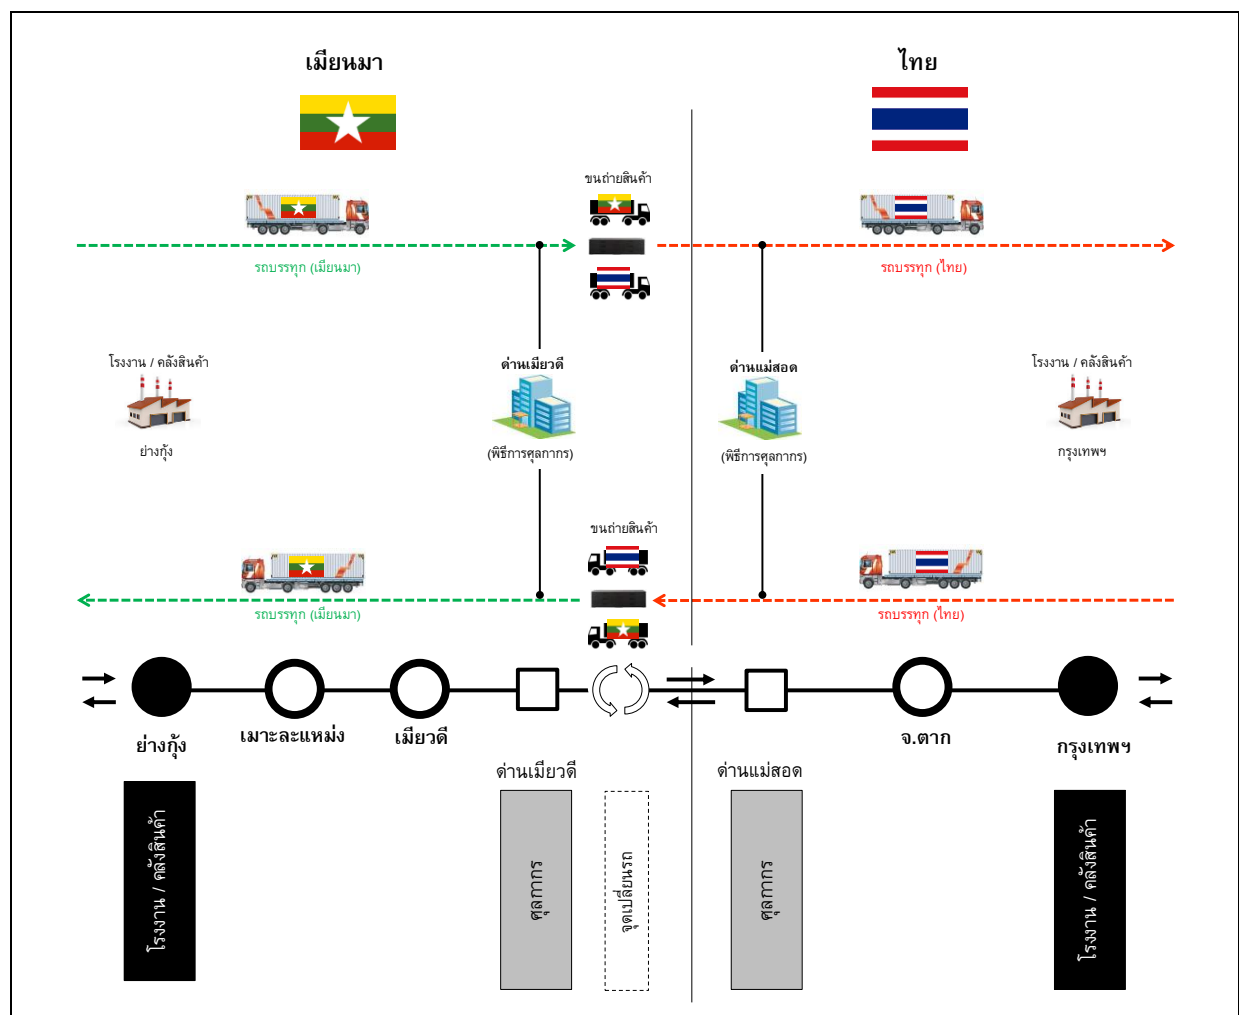 เมียนมา
ไทย
ขนถ่ายสินค้า
รถบรรทุก (เมียนมา)
รถบรรทุก (ไทย)
โรงงาน / คลังสินค้า
ด่านเมียวดี
ด่านแม่สอด
โรงงาน / คลังสินค้า
ย่างกุ้ง
(พิธีการศุลกากร)
(พิธีการศุลกากร)
กรุงเทพฯ
ขนถ่ายสินค้า
รถบรรทุก (เมียนมา)
รถบรรทุก (ไทย)
ย่างกุ้ง
เมาะละแหม่ง
เมียวดี
จ.ตาก
กรุงเทพฯ
ด่านเมียวดี
ด่านแม่สอด
โรงงาน / คลังสินค้า
ศุลกากร
จุดเปลี่ยนรถ
ศุลกากร
โรงงาน / คลังสินค้า